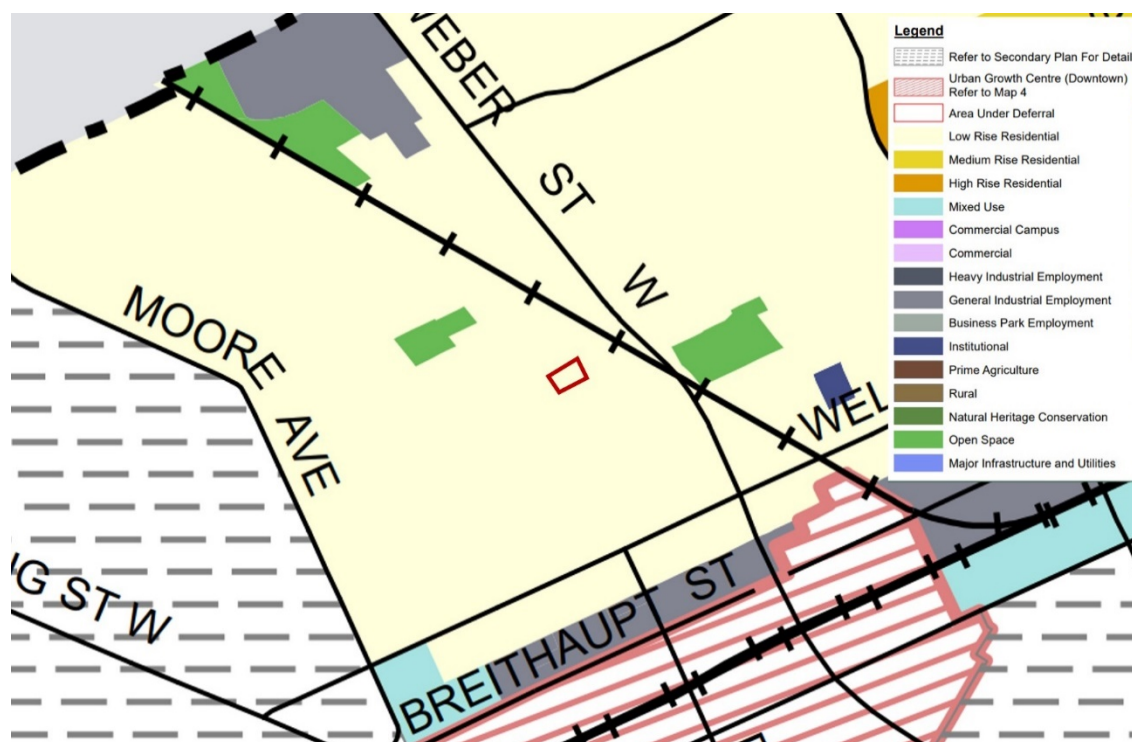 WEBER
ST
W
MOORE
AVE
WEL
BREITHAUPT ST
G ST W
Legend
Refer to Secondary Plan For Detail
Urban Growth Centre (Downtown)
Refer to Map 4
Area Under Deferral
Low Rise Residential
Medium Rise Residential
High Rise Residential
Mixed Use
Commercial Campus
Commercial
Heavy Industrial Employment
General Industrial Employment
Business Park Employment
Institutional
Prime Agriculture
Rural
Natural Heritage Conservation
Open Space
Major Infrastructure and Utilities